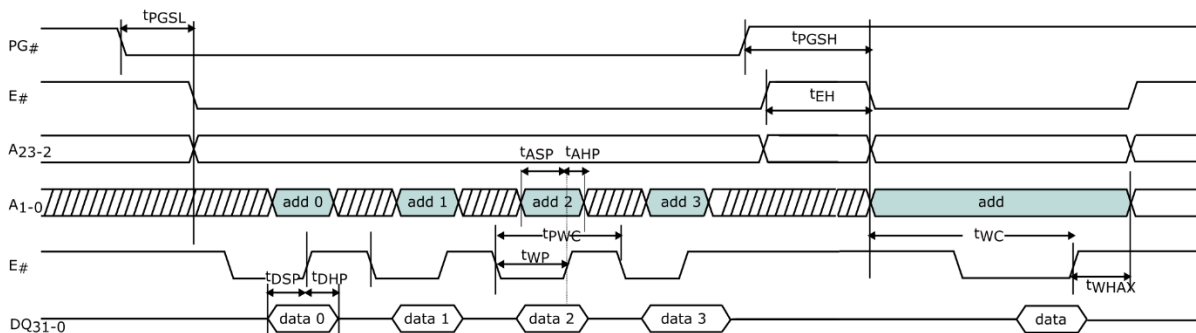 tPGSL
PG#
tPGSH
E#
tEH
A23-2
tASP tAHP
A1-0 add 0 add 1 add 2 add 3 add
tPWC tWC
E# tWP
tDSP tDHP tWHAX
DQ31-0 data 0 data 1 data 2 data 3 data